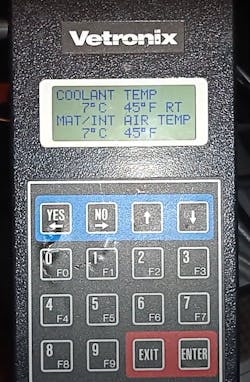 Vetronix
COOLANT TEMP
7°C 45°F RT
MAT/INT AIR TEMP
7°C 45°F
YES NO ↑ ↓
← →
0 1 2 3
F0 F1 F2 F3
4 5 6 7
F4 F5 F6 F7
8 9 EXIT ENTER
F8 F9